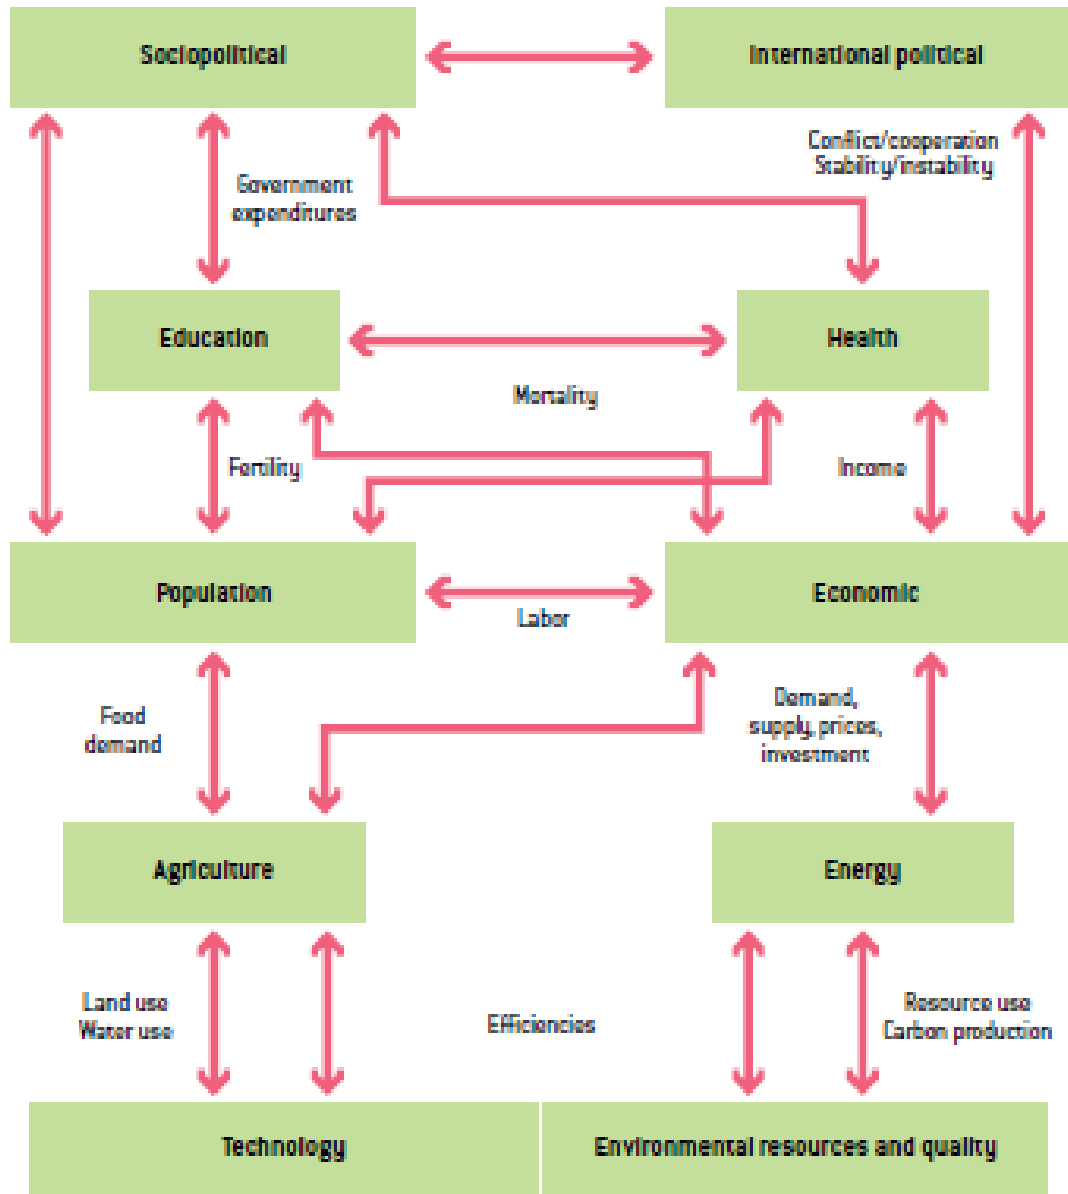 Sociopolitical
International political
Conflict/cooperation
Stability/instability
Government
expenditures
Education
Health
Mortality
Fertility
Income
Population
Economic
Labor
Food
demand
Demand,
supply, prices,
investment
Agriculture
Energy
Land use
Water use
Efficiencies
Resource use
Carbon production
Technology
Environmental resources and quality